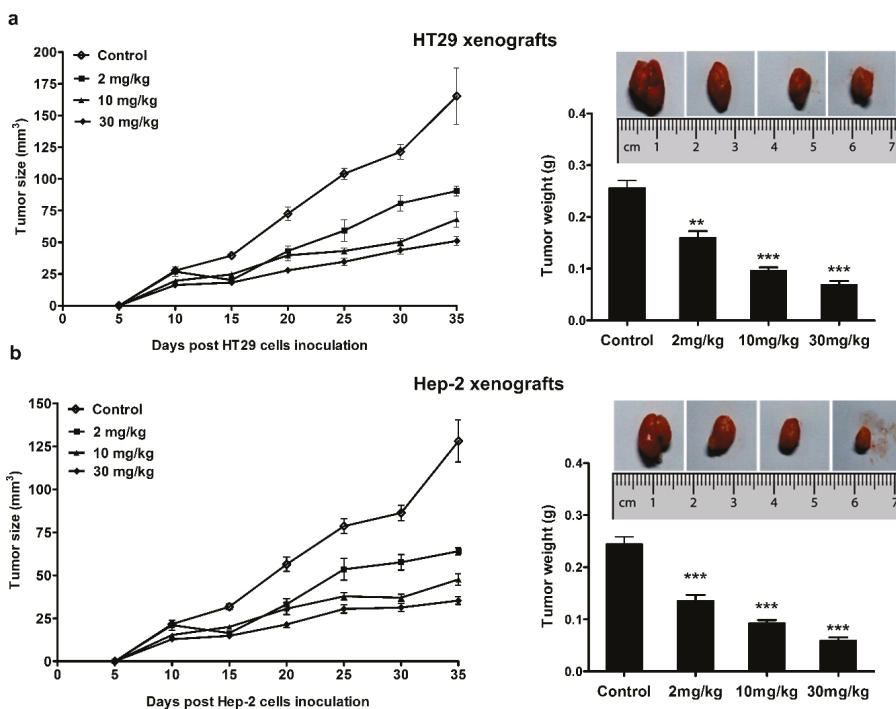 a
HT29 xenografts
Control
2 mg/kg
10 mg/kg
30 mg/kg
Tumor size (mm³)
200
175
150
125
100
75
50
25
0
0 5 10 15 20 25 30 35
Days post HT29 cells inoculation
cm 1 2 3 4 5 6 7
Tumor weight (g)
0.4
0.3
0.2
0.1
0.0
**
***
***
Control 2mg/kg 10mg/kg 30mg/kg
b
Hep-2 xenografts
Control
2 mg/kg
10 mg/kg
30 mg/kg
Tumor size (mm³)
150
125
100
75
50
25
0
0 5 10 15 20 25 30 35
Days post Hep-2 cells inoculation
cm 1 2 3 4 5 6 7
Tumor weight (g)
0.4
0.3
0.2
0.1
0.0
***
***
***
Control 2mg/kg 10mg/kg 30mg/kg